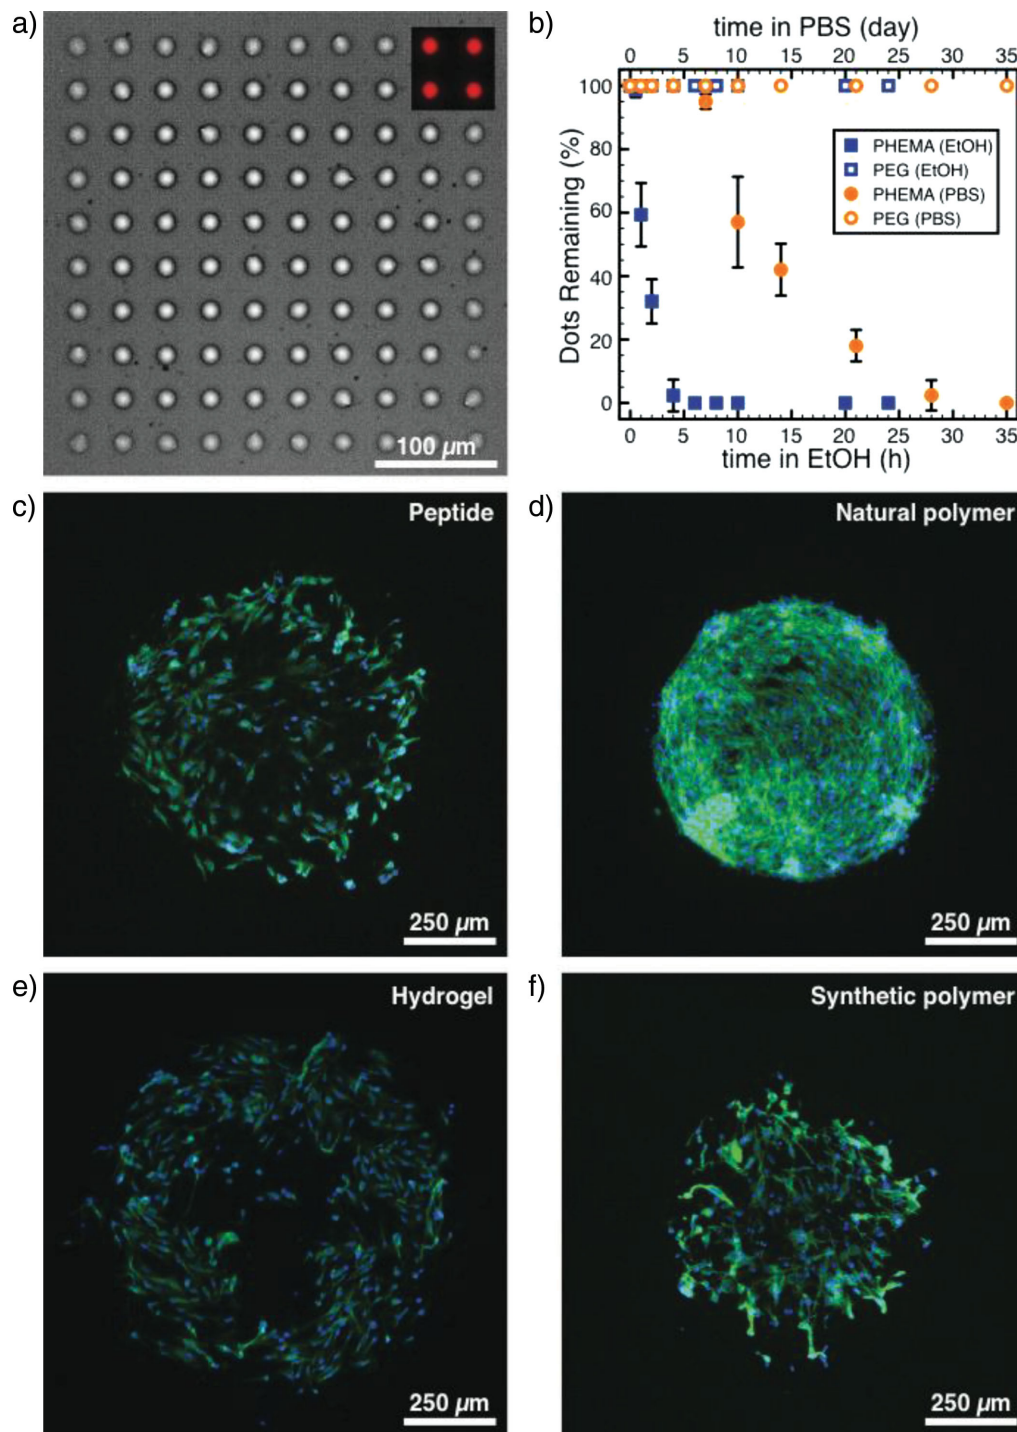 a)
100 µm
b)
time in PBS (day)
0 5 10 15 20 25 30 35
100
80
60
40
20
0
Dots Remaining (%)
PHEMA (EtOH)
PEG (EtOH)
PHEMA (PBS)
PEG (PBS)
0 5 10 15 20 25 30 35
time in EtOH (h)
c)
Peptide
250 µm
d)
Natural polymer
250 µm
e)
Hydrogel
250 µm
f)
Synthetic polymer
250 µm